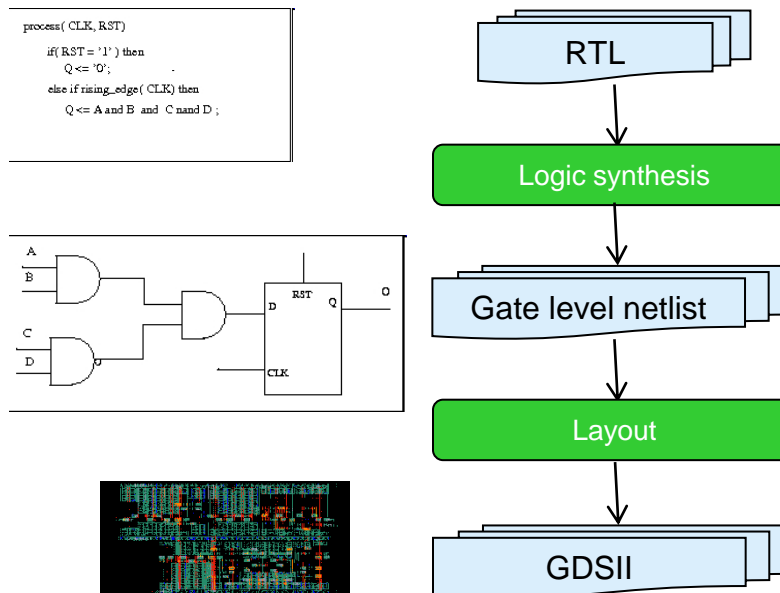 process( CLK, RST)
if( RST = '1' ) then
Q <= '0';
else if rising_edge( CLK) then
Q <= A and B and C nand D ;
RTL
Logic synthesis
A
B
C
D
D
RST
Q
CLK
O
Gate level netlist
Layout
GDSII